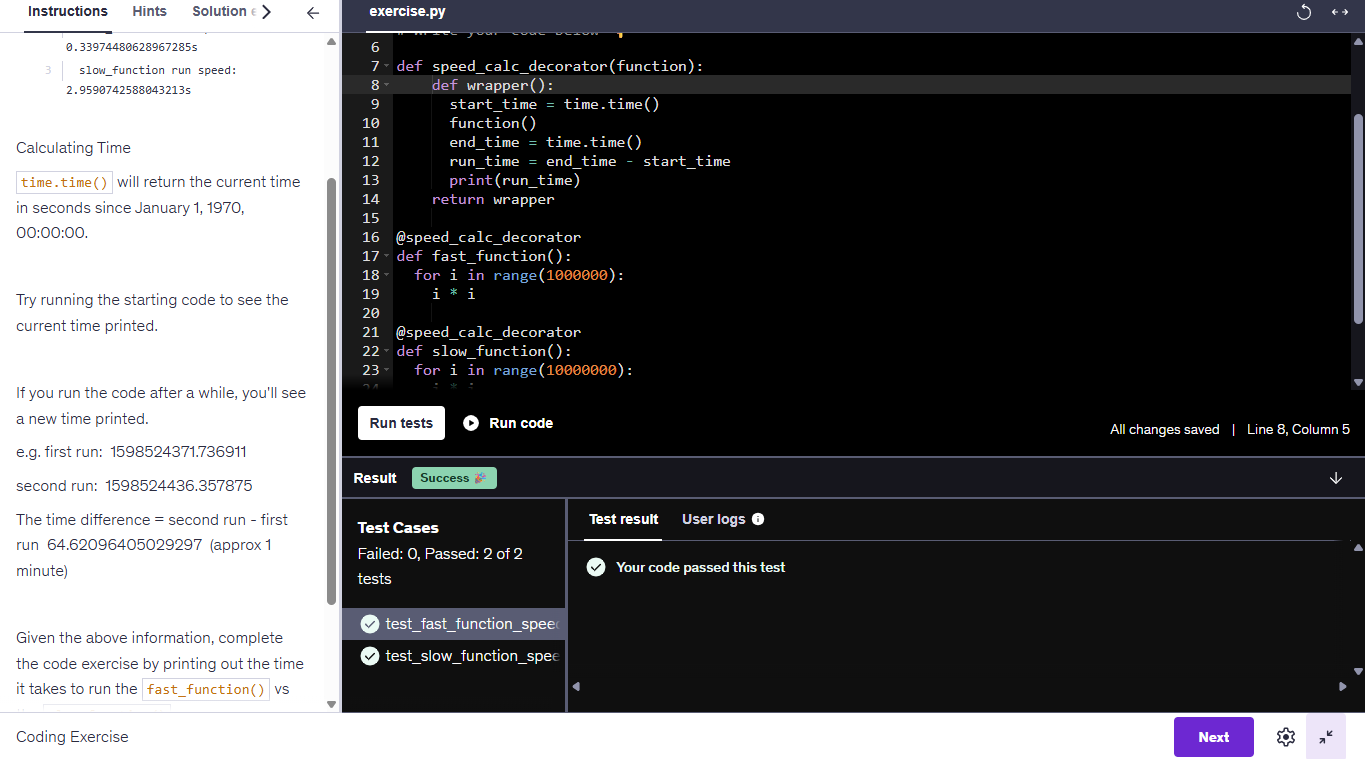 Instructions
Hints
Solution
exercise.py
0.33974480628967285s
3 slow_function run speed:
2.9590742588043213s
Calculating Time
time.time() will return the current time
in seconds since January 1, 1970,
00:00:00.
Try running the starting code to see the
current time printed.
If you run the code after a while, you'll see
a new time printed.
e.g. first run: 1598524371.736911
second run: 1598524436.357875
The time difference = second run - first
run 64.62096405029297 (approx 1
minute)
Given the above information, complete
the code exercise by printing out the time
it takes to run the fast_function() vs
# Write your code below 👇
6
7 def speed_calc_decorator(function):
8 def wrapper():
9 start_time = time.time()
10 function()
11 end_time = time.time()
12 run_time = end_time - start_time
13 print(run_time)
14 return wrapper
15
16 @speed_calc_decorator
17 def fast_function():
18 for i in range(1000000):
19 i * i
20
21 @speed_calc_decorator
22 def slow_function():
23 for i in range(10000000):
24 i * i
Run tests
Run code
All changes saved | Line 8, Column 5
Result
Success 🎉
Test Cases
Failed: 0, Passed: 2 of 2
tests
test_fast_function_speed
test_slow_function_spee
Test result
User logs
Your code passed this test
Coding Exercise
Next